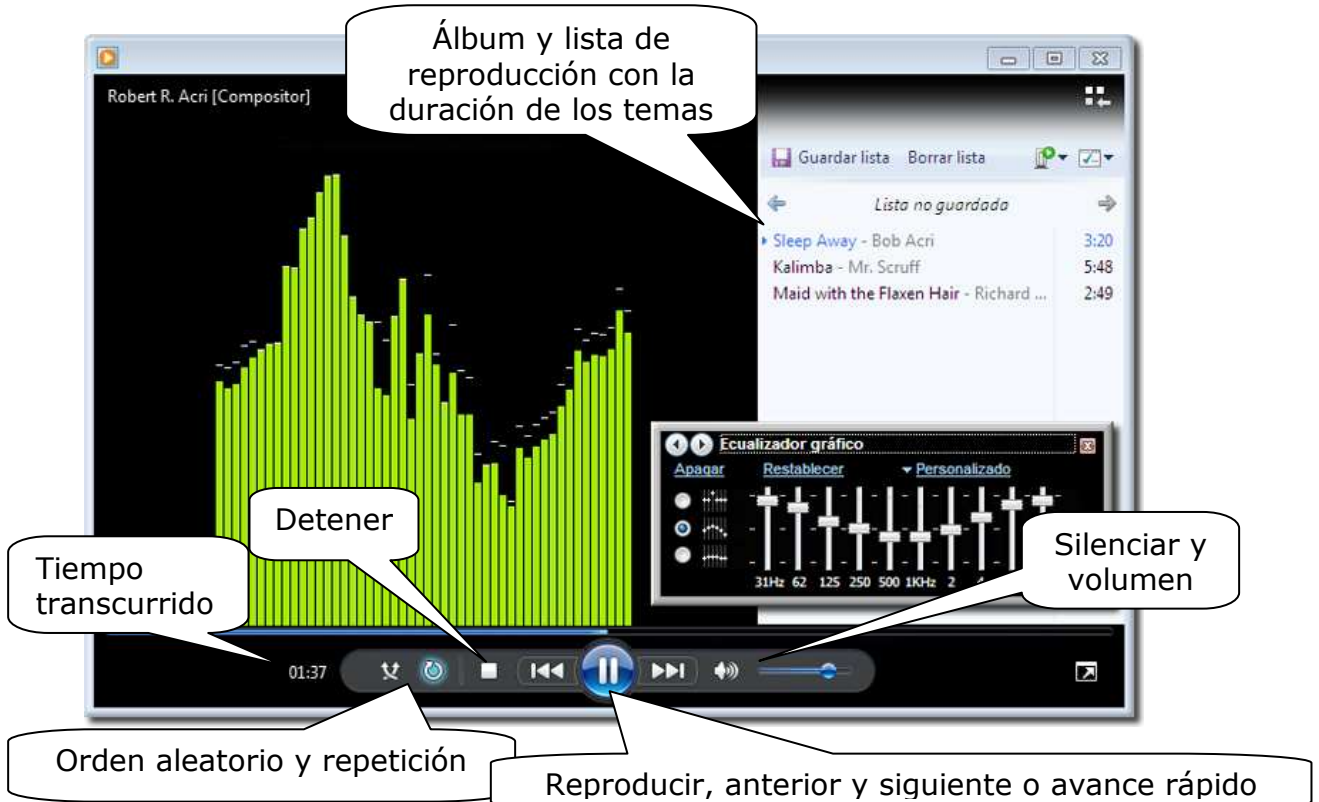 Álbum y lista de
reproducción con la
duración de los temas
Robert R. Acri [Compositor]
Guardar lista Borrar lista
Lista no guardada
Sleep Away - Bob Acri 3:20
Kalimba - Mr. Scruff 5:48
Maid with the Flaxen Hair - Richard ... 2:49
Ecualizador gráfico
Apagar Restablecer Personalizado
31Hz 62 125 250 500 1KHz 2
Detener
Silenciar y
volumen
Tiempo
transcurrido
01:37
Orden aleatorio y repetición
Reproducir, anterior y siguiente o avance rápido